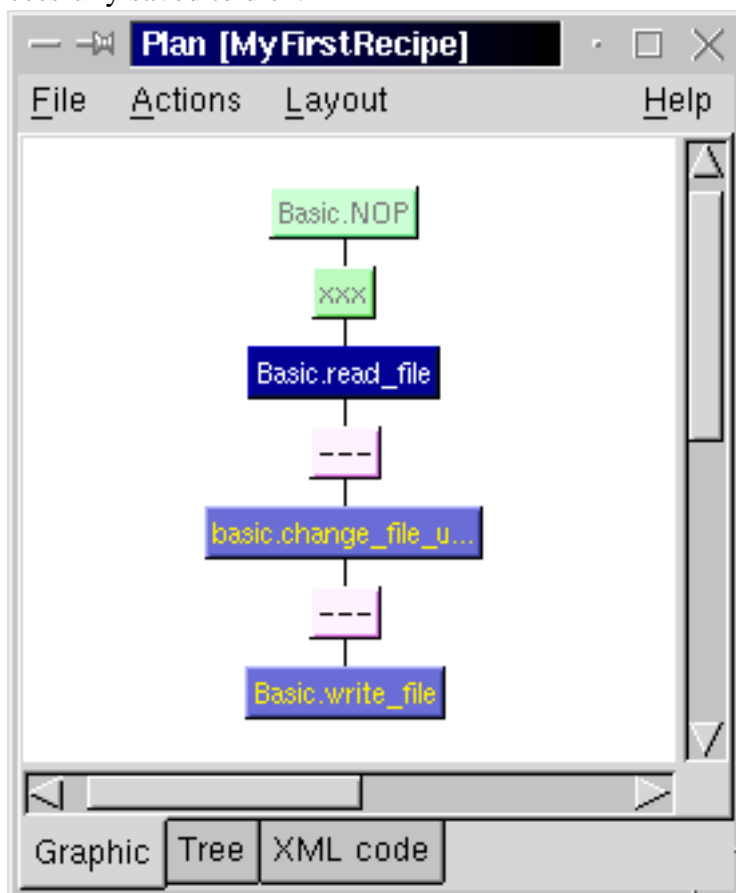 Plan [MyFirstRecipe]
File Actions Layout Help
Basic.NOP
xxx
Basic.read_file
---
basic.change_file_u...
---
Basic.write_file
Graphic Tree XML code